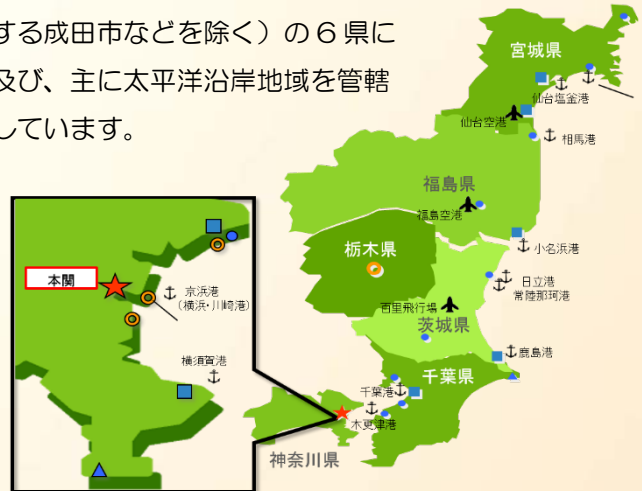 する成田市などを除く）の６県に
及び、主に太平洋沿岸地域を管轄
しています。
宮城県
仙台塩釜港
仙台空港
相馬港
福島県
福島空港
小名浜港
栃木県
日立港
常陸那珂港
百里飛行場
茨城県
鹿島港
千葉県
千葉港
木更津港
神奈川県
本関
京浜港
(横浜・川崎港)
横須賀港